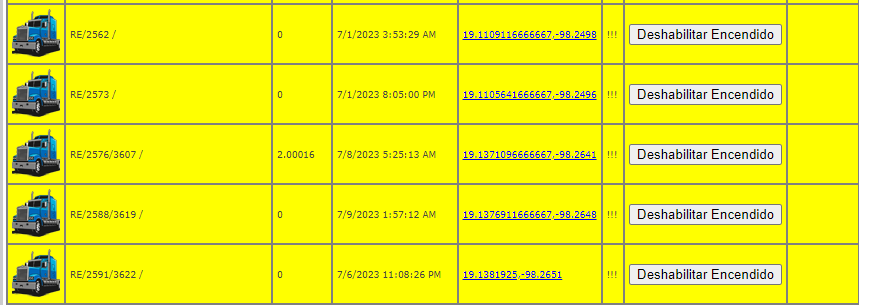 RE/2562 / 0 7/1/2023 3:53:29 AM 19.1109116666667,-98.2498 !!! Deshabilitar Encendido
RE/2573 / 0 7/1/2023 8:05:00 PM 19.1105641666667,-98.2496 !!! Deshabilitar Encendido
RE/2576/3607 / 2.00016 7/8/2023 5:25:13 AM 19.1371096666667,-98.2641 !!! Deshabilitar Encendido
RE/2588/3619 / 0 7/9/2023 1:57:12 AM 19.1376911666667,-98.2648 !!! Deshabilitar Encendido
RE/2591/3622 / 0 7/6/2023 11:08:26 PM 19.1381925,-98.2651 !!! Deshabilitar Encendido